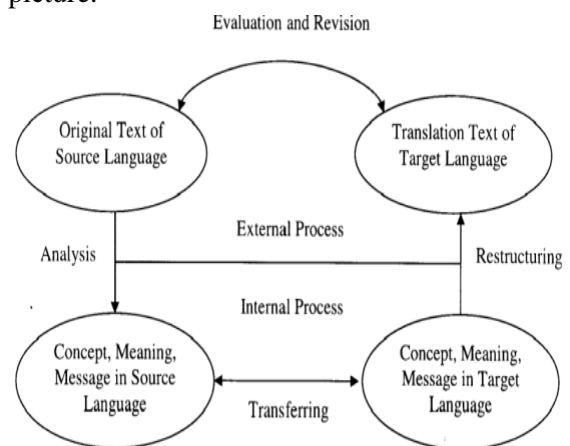 picture.
Evaluation and Revision
Original Text of
Source Language
Translation Text of
Target Language
External Process
Analysis
Restructuring
Internal Process
Concept, Meaning,
Message in Source
Language
Concept, Meaning,
Message in Target
Language
Transferring